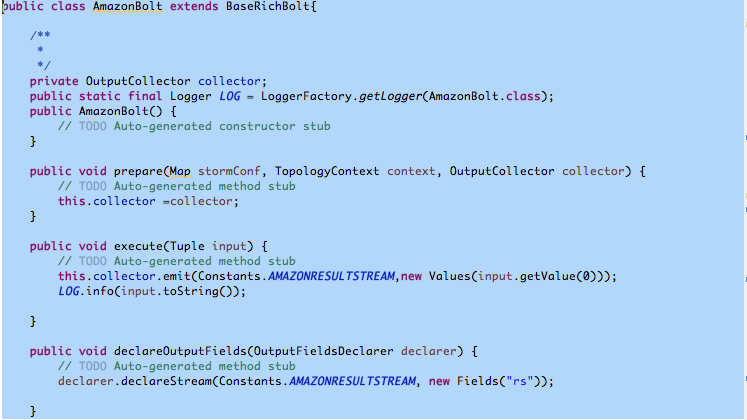 public class AmazonBolt extends BaseRichBolt{
/**
*
*/
private OutputCollector collector;
public static final Logger LOG = LoggerFactory.getLogger(AmazonBolt.class);
public AmazonBolt() {
// TODO Auto-generated constructor stub
}
public void prepare(Map stormConf, TopologyContext context, OutputCollector collector) {
// TODO Auto-generated method stub
this.collector =collector;
}
public void execute(Tuple input) {
// TODO Auto-generated method stub
this.collector.emit(Constants.AMAZONRESULTSTREAM,new Values(input.getValue(0)));
LOG.info(input.toString());
}
public void declareOutputFields(OutputFieldsDeclarer declarer) {
// TODO Auto-generated method stub
declarer.declareStream(Constants.AMAZONRESULTSTREAM, new Fields("rs"));
}